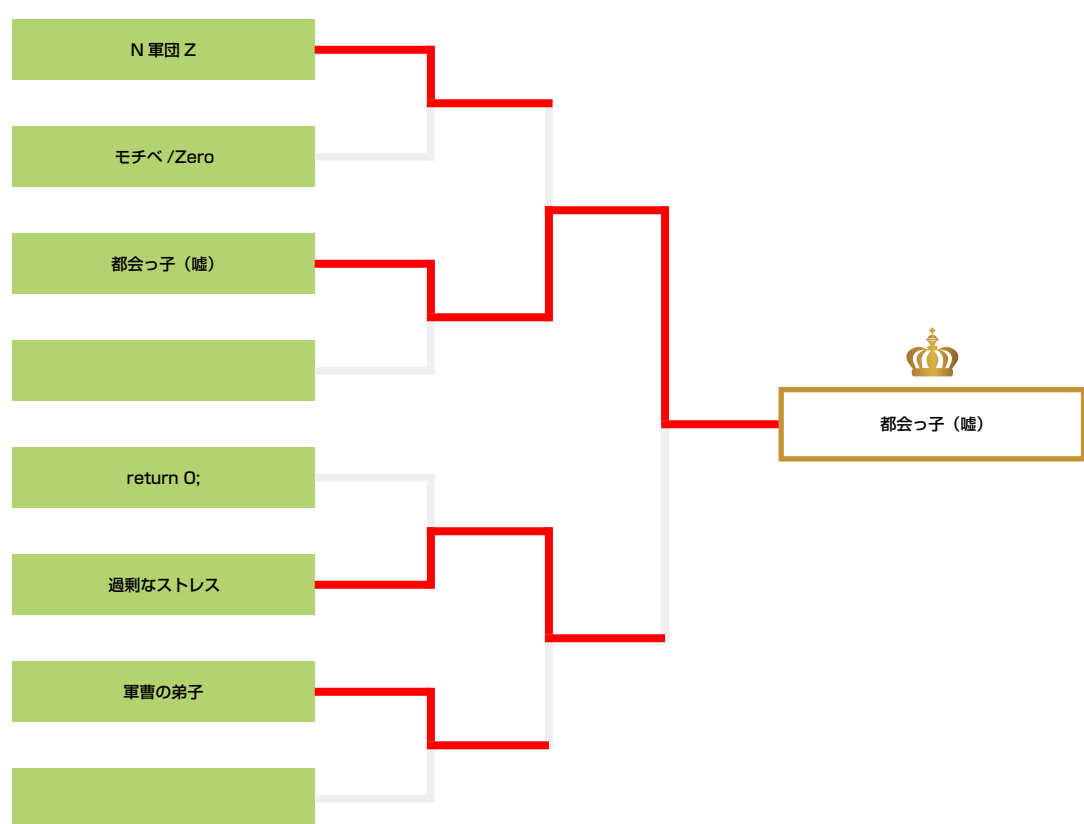 N 軍団 Z
モチベ /Zero
都会っ子（嘘）
return 0;
過剰なストレス
軍曹の弟子
都会っ子（嘘）